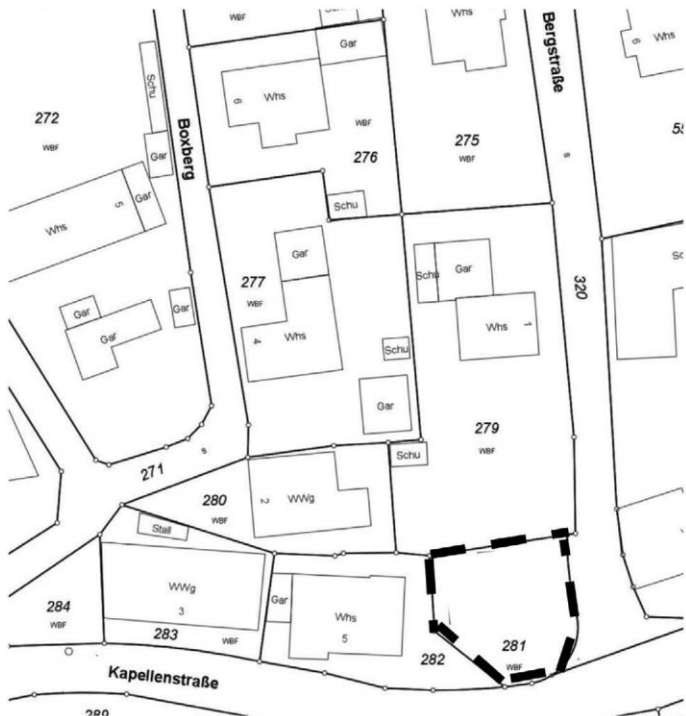 WBF
Gar
Whs
Bergstraße
6
Whs
Schu
272
WBF
Boxberg
6
Whs
WBF
276
275
WBF
s
55
Gar
Gar
5
Whs
Schu
320
Gar
277
WBF
Schu
Gar
Whs
1
Gar
Gar
Gar
4
Whs
Schu
Gar
279
WBF
271
s
Schu
280
WBF
2
WWg
Stall
WWg
3
284
WBF
283
WBF
Gar
Whs
5
282
281
WBF
Kapellenstraße
289